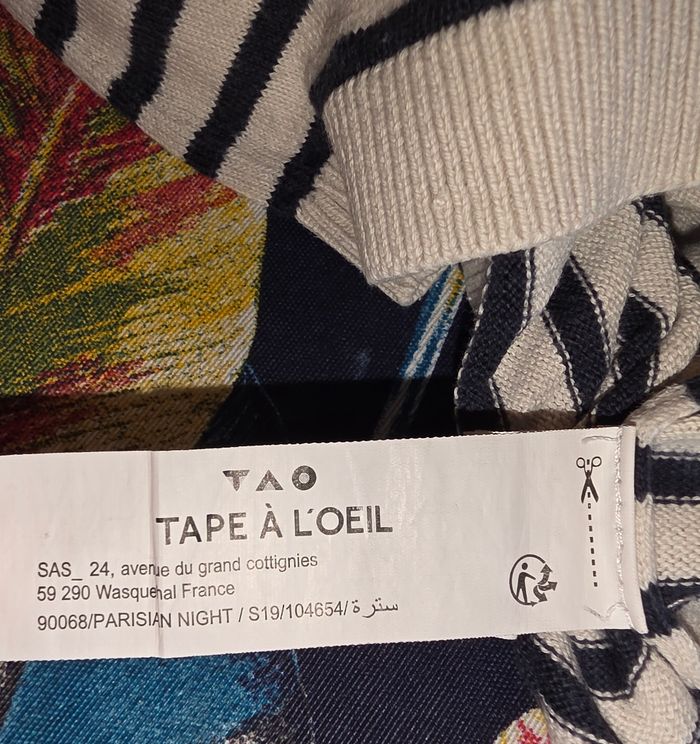 TAO
TAPE À L'OEIL
SAS_ 24, avenue du grand cottignies
59 290 Wasquehal France
90068/PARISIAN NIGHT / S19/104654/سترة